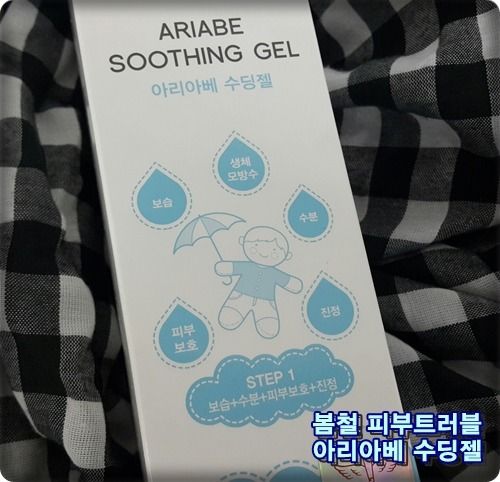 ARIABE
SOOTHING GEL
아리아베 수딩젤
생체
모방수
보습
수분
진정
피부
보호
STEP 1
보습+수분+피부보호+진정
봄철 피부트러블
아리아베 수딩젤